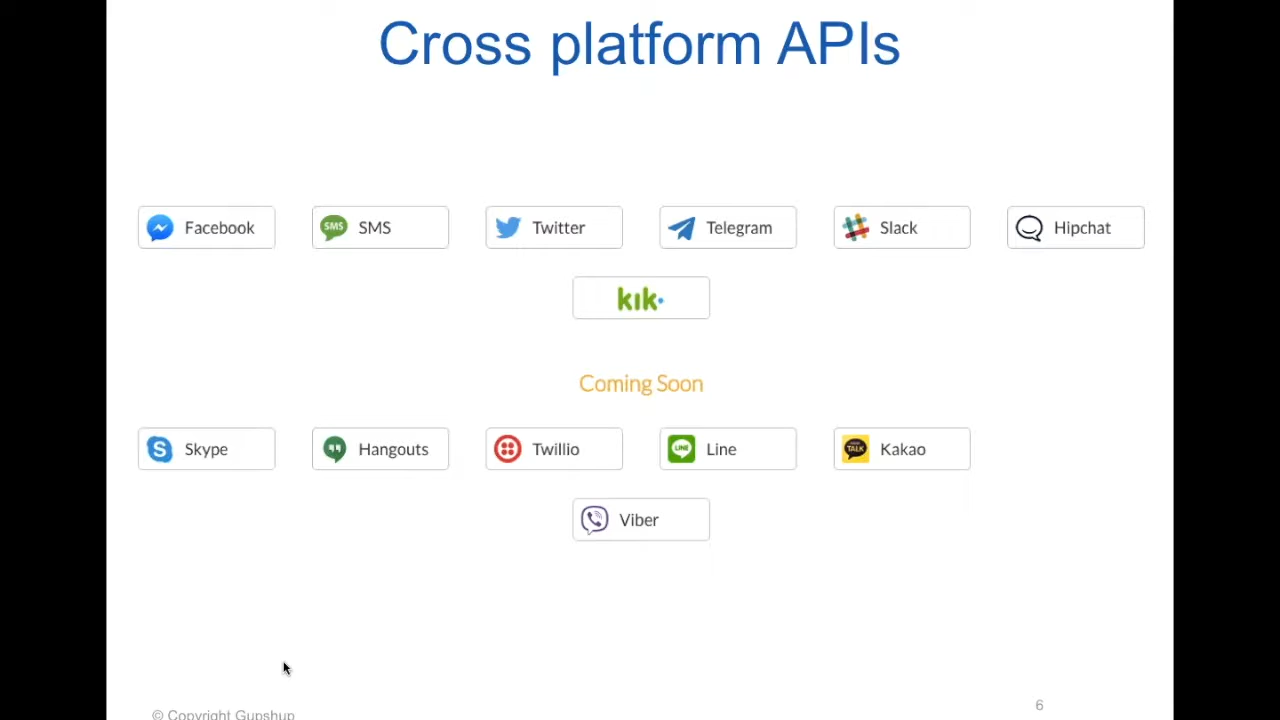 Cross platform APIs
Facebook SMS Twitter Telegram Slack Hipchat
kik
Coming Soon
Skype Hangouts Twillio Line Kakao
Viber
© Copyright Gupshup 6